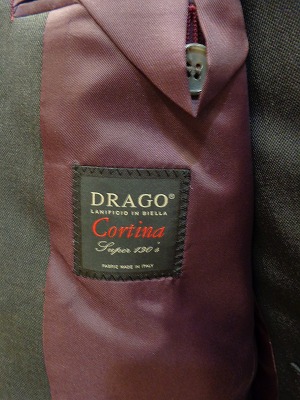 DRAGO®
LANIFICIO IN BIELLA
Cortina
Super 130's
FABRIC MADE IN ITALY